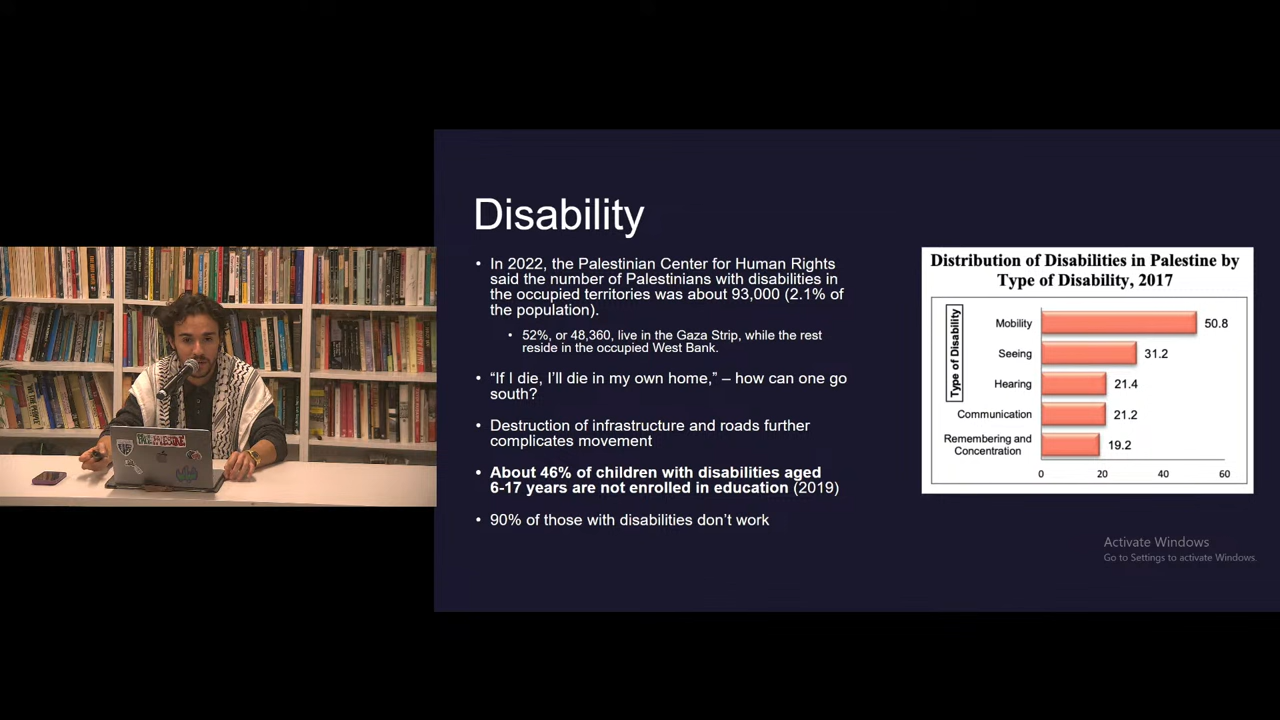 Disability
• In 2022, the Palestinian Center for Human Rights
said the number of Palestinians with disabilities in
the occupied territories was about 93,000 (2.1% of
the population).
• 52%, or 48,360, live in the Gaza Strip, while the rest
reside in the occupied West Bank.
• “If I die, I’ll die in my own home,” – how can one go
south?
• Destruction of infrastructure and roads further
complicates movement
• About 46% of children with disabilities aged
6-17 years are not enrolled in education (2019)
• 90% of those with disabilities don’t work
Distribution of Disabilities in Palestine by
Type of Disability, 2017
Type of Disability
Mobility 50.8
Seeing 31.2
Hearing 21.4
Communication 21.2
Remembering and
Concentration 19.2
0 20 40 60
Activate Windows
Go to Settings to activate Windows.